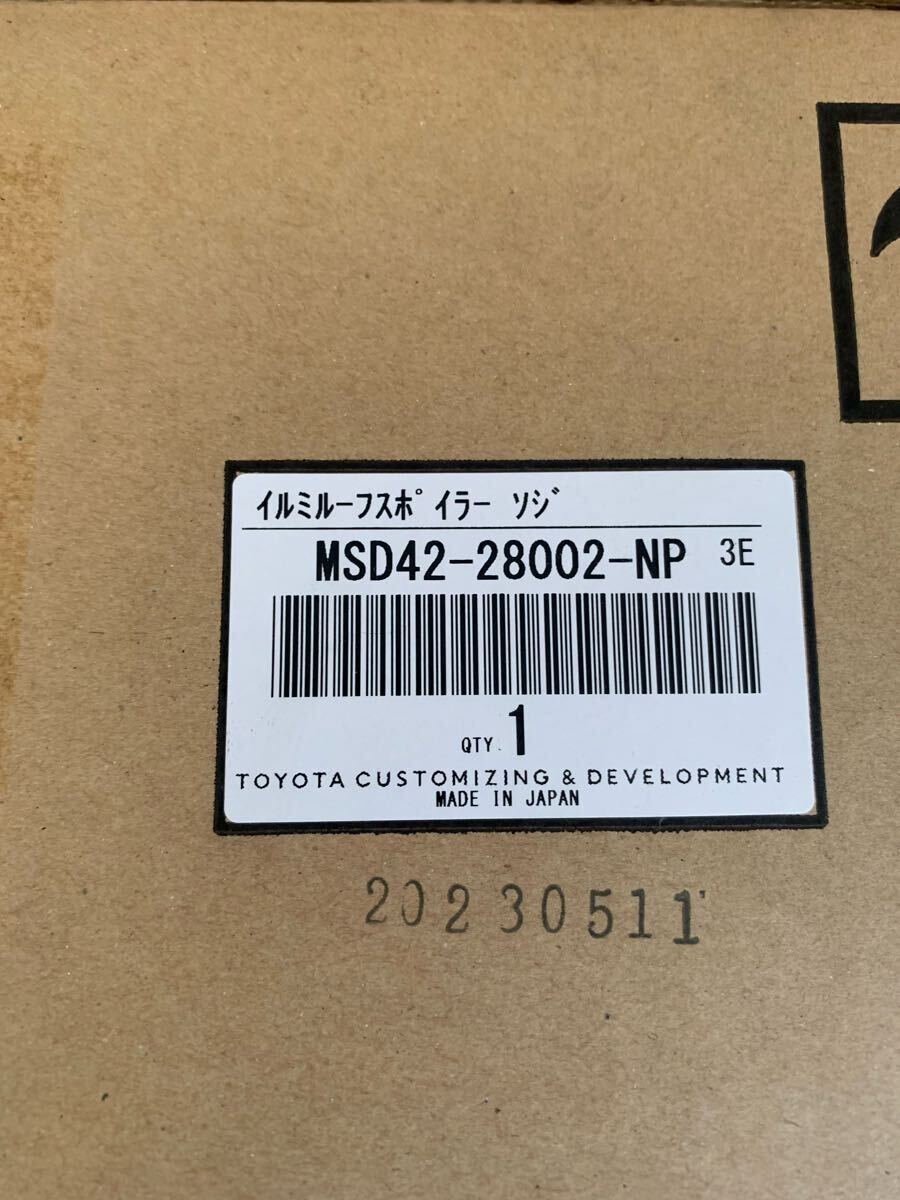 ｲﾙﾐﾙｰﾌｽﾎﾟｲﾗｰ ｿｼﾞ
MSD42-28002-NP 3E
QTY. 1
TOYOTA CUSTOMIZING & DEVELOPMENT
MADE IN JAPAN
20230511